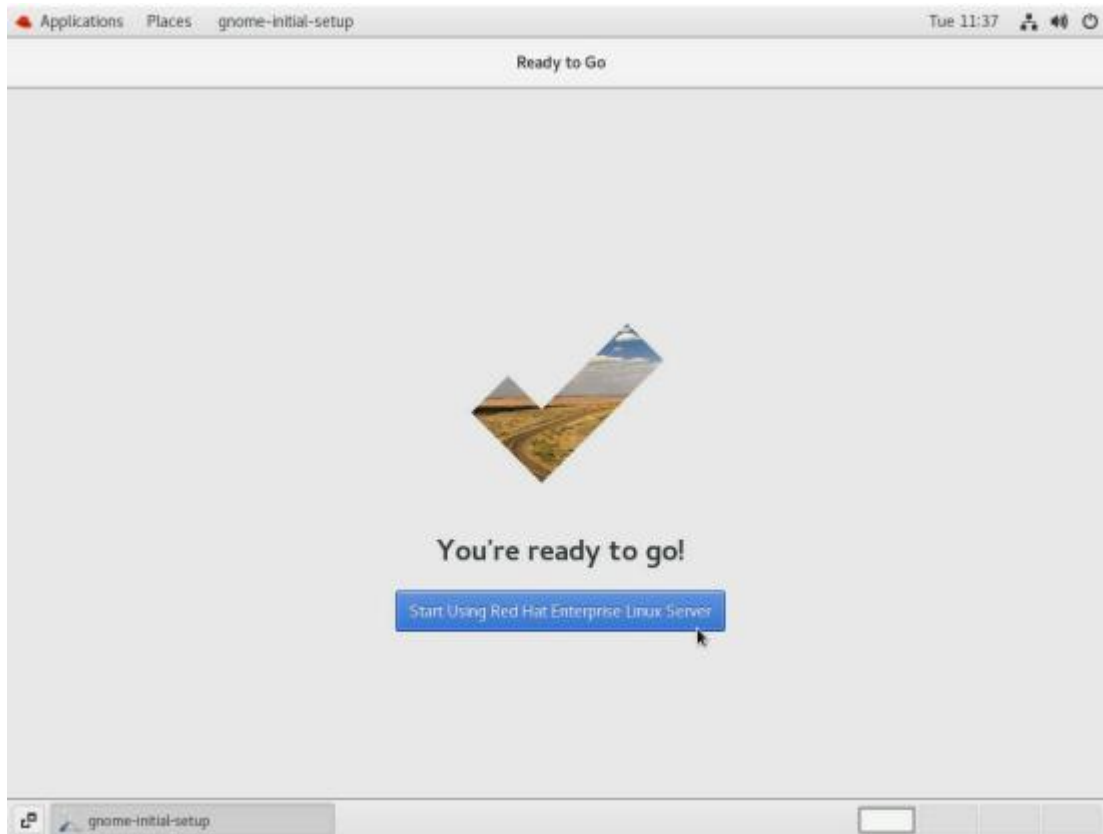 Applications Places gnome-initial-setup Tue 11:37
Ready to Go
You're ready to go!
Start Using Red Hat Enterprise Linux Server
gnome-initial-setup